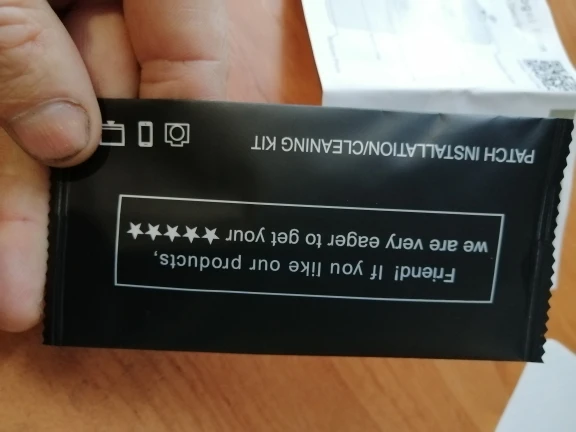 Friend! If you like our products,
we are very eager to get your ★★★★★
PATCH INSTALLATION/CLEANING KIT